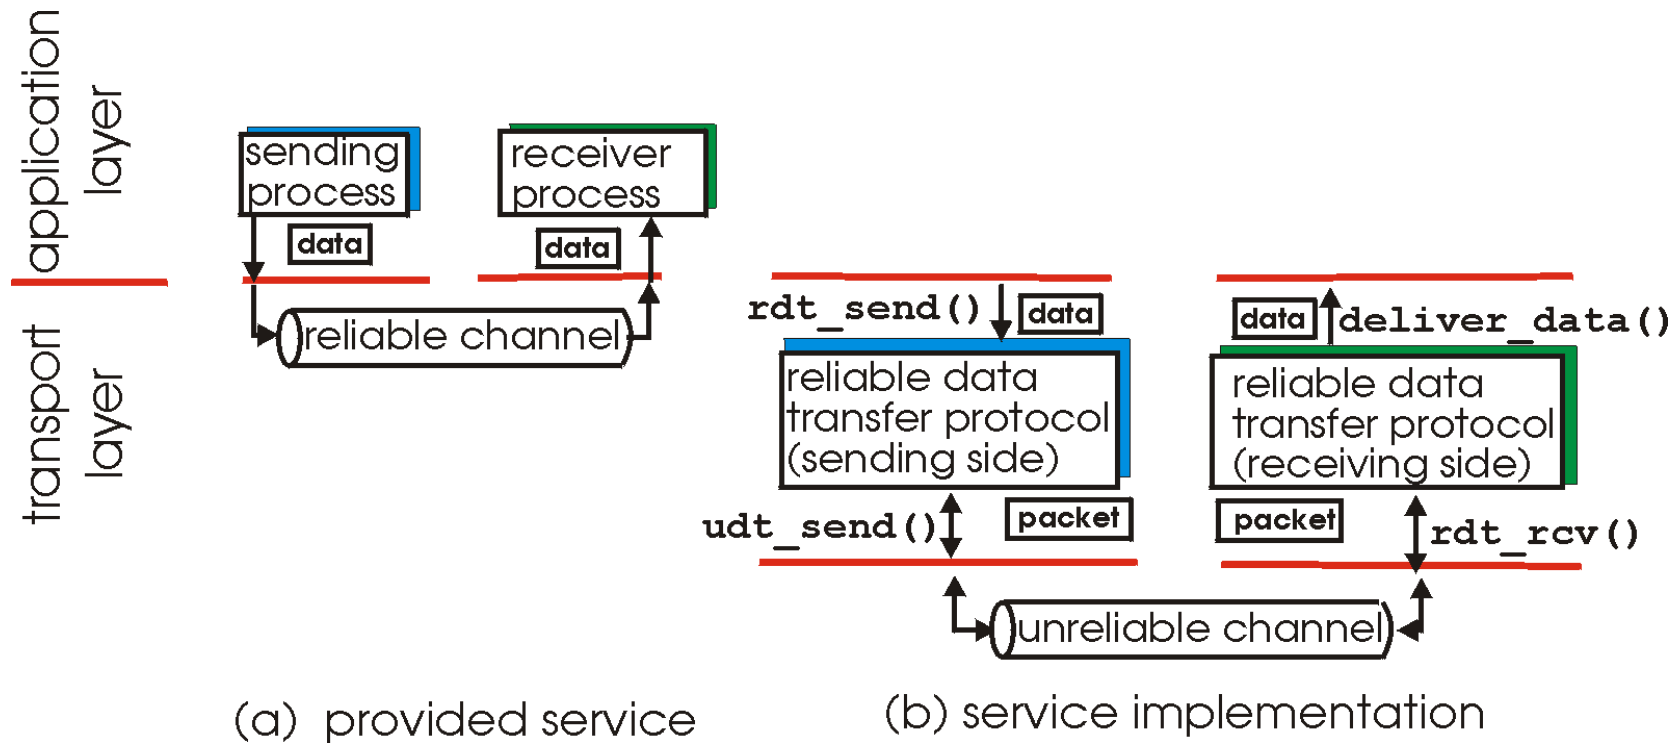 application
layer
transport
layer
sending
process
receiver
process
data
data
reliable channel
rdt_send()
data
data
deliver_data()
reliable data
transfer protocol
(sending side)
reliable data
transfer protocol
(receiving side)
udt_send()
packet
packet
rdt_rcv()
unreliable channel
(a) provided service
(b) service implementation